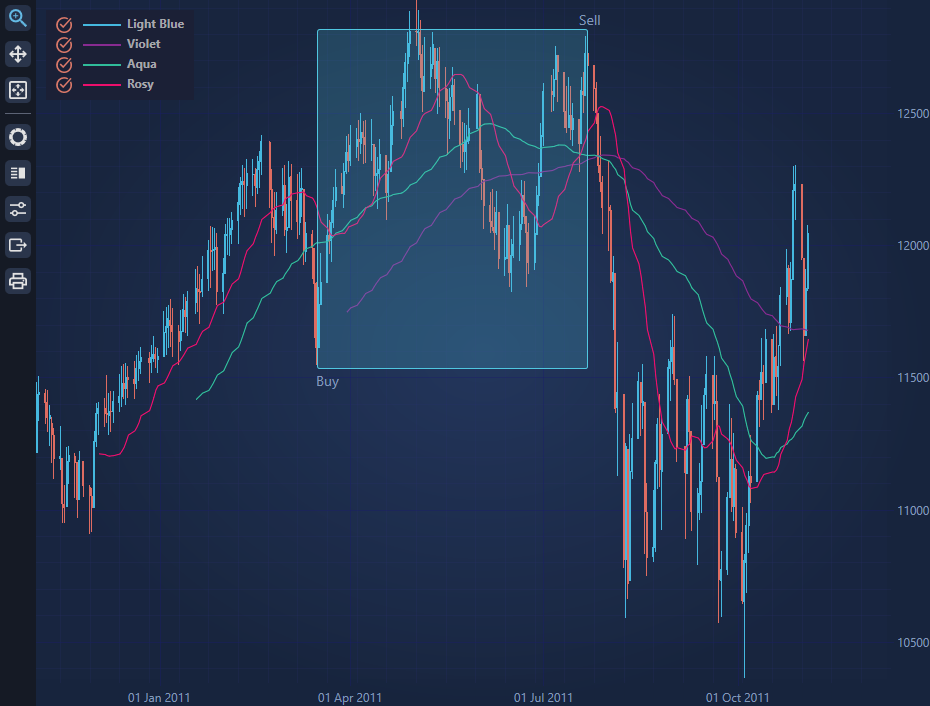 Light Blue
Violet
Aqua
Rosy
Sell
Buy
12500
12000
11500
11000
10500
01 Jan 2011
01 Apr 2011
01 Jul 2011
01 Oct 2011